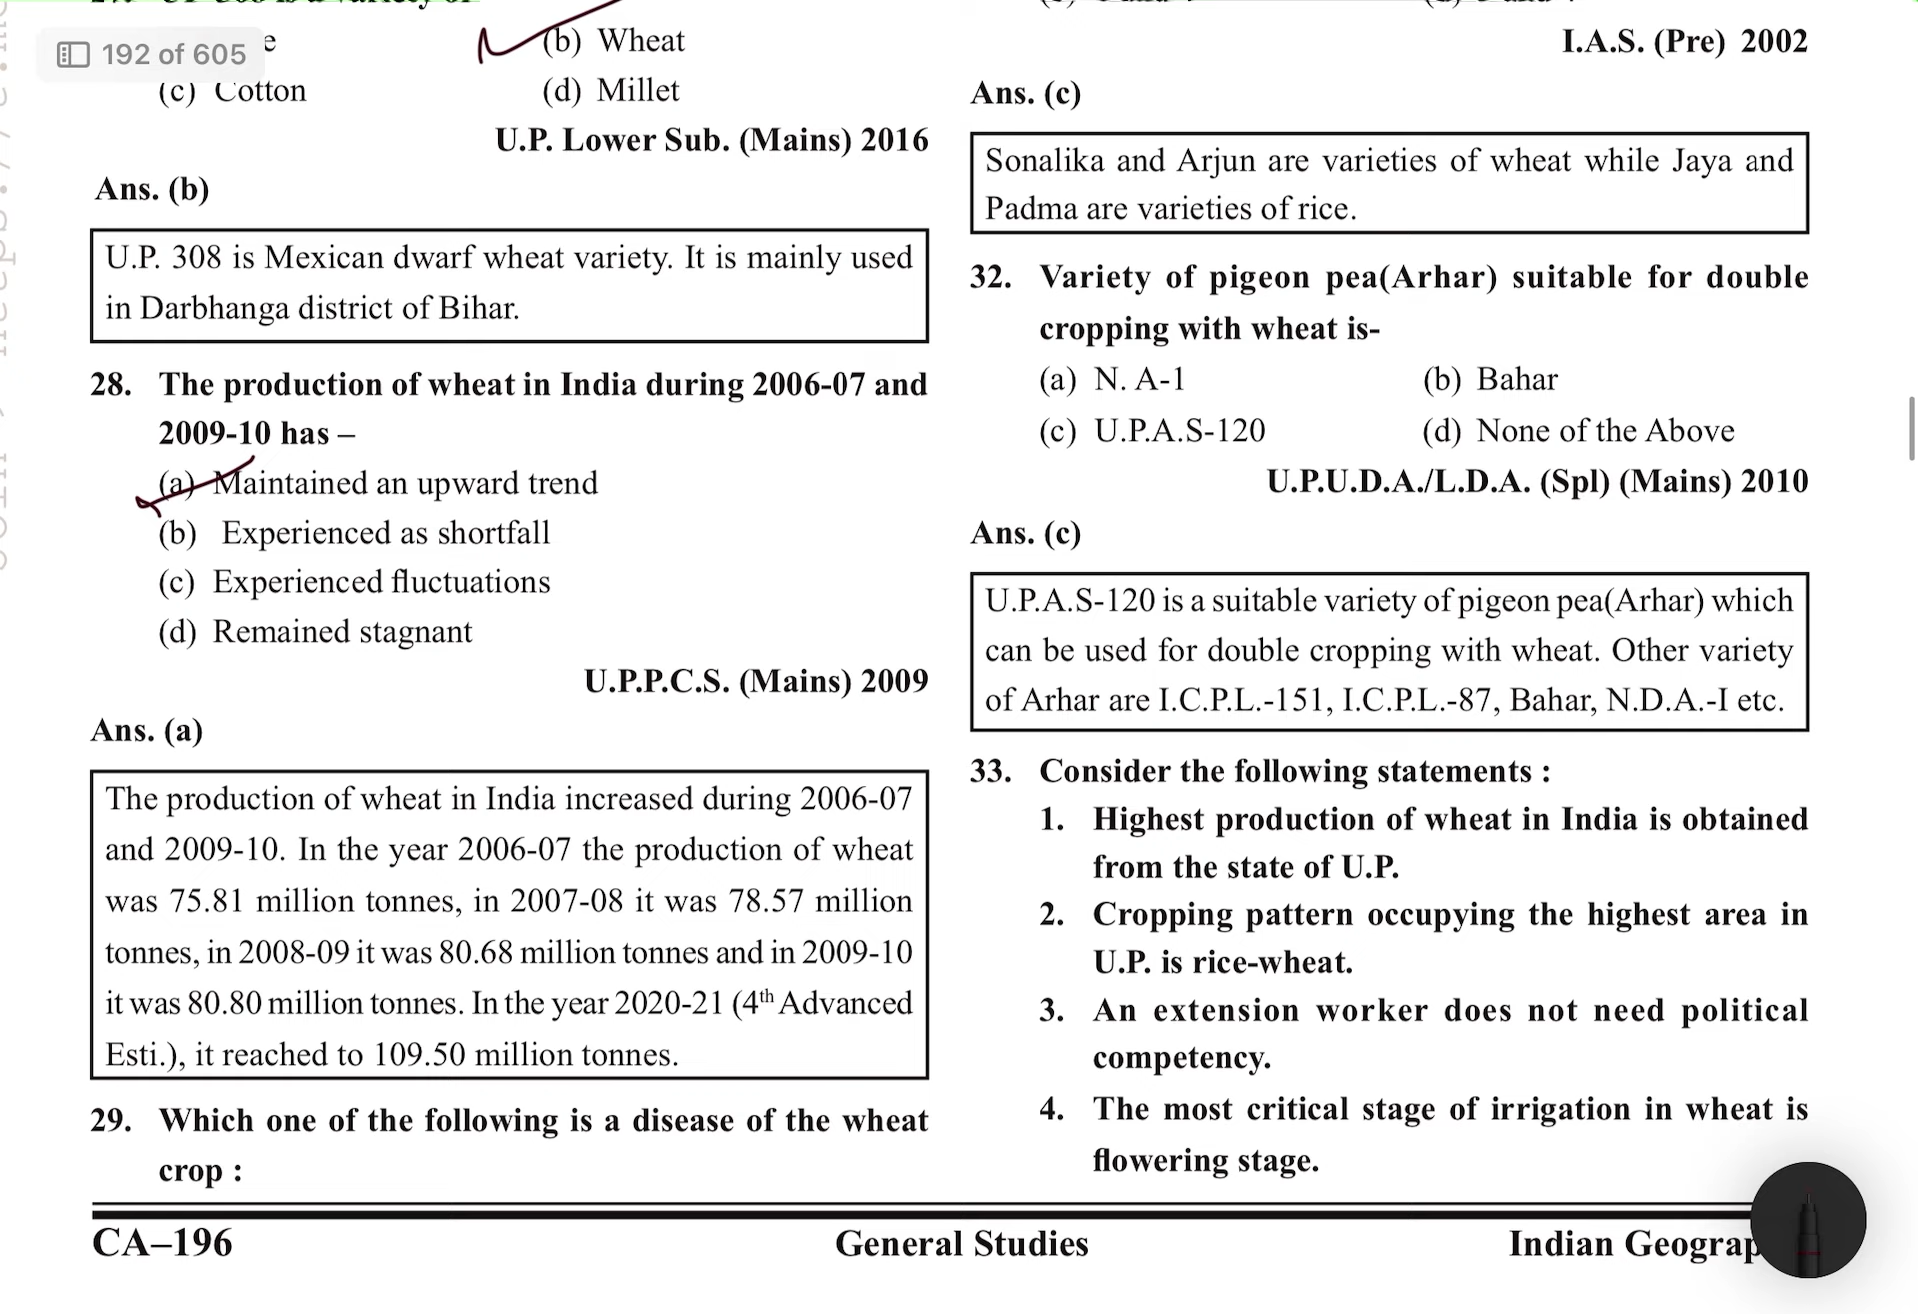 192 of 605
e
(b) Wheat
(c) Cotton
(d) Millet
U.P. Lower Sub. (Mains) 2016
Ans. (b)
U.P. 308 is Mexican dwarf wheat variety. It is mainly used
in Darbhanga district of Bihar.
28. The production of wheat in India during 2006-07 and
2009-10 has –
(a) Maintained an upward trend
(b) Experienced as shortfall
(c) Experienced fluctuations
(d) Remained stagnant
U.P.P.C.S. (Mains) 2009
Ans. (a)
The production of wheat in India increased during 2006-07
and 2009-10. In the year 2006-07 the production of wheat
was 75.81 million tonnes, in 2007-08 it was 78.57 million
tonnes, in 2008-09 it was 80.68 million tonnes and in 2009-10
it was 80.80 million tonnes. In the year 2020-21 (4th Advanced
Esti.), it reached to 109.50 million tonnes.
29. Which one of the following is a disease of the wheat
crop :
I.A.S. (Pre) 2002
Ans. (c)
Sonalika and Arjun are varieties of wheat while Jaya and
Padma are varieties of rice.
32. Variety of pigeon pea(Arhar) suitable for double
cropping with wheat is-
(a) N. A-1
(b) Bahar
(c) U.P.A.S-120
(d) None of the Above
U.P.U.D.A./L.D.A. (Spl) (Mains) 2010
Ans. (c)
U.P.A.S-120 is a suitable variety of pigeon pea(Arhar) which
can be used for double cropping with wheat. Other variety
of Arhar are I.C.P.L.-151, I.C.P.L.-87, Bahar, N.D.A.-I etc.
33. Consider the following statements :
1. Highest production of wheat in India is obtained
from the state of U.P.
2. Cropping pattern occupying the highest area in
U.P. is rice-wheat.
3. An extension worker does not need political
competency.
4. The most critical stage of irrigation in wheat is
flowering stage.
CA–196
General Studies
Indian Geograp